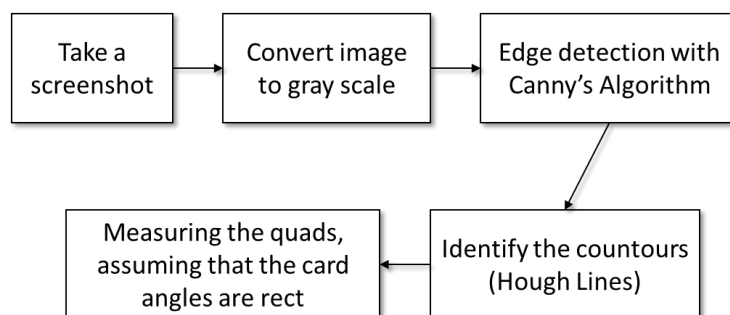 Take a
screenshot
Convert image
to gray scale
Edge detection with
Canny’s Algorithm
Identify the countours
(Hough Lines)
Measuring the quads,
assuming that the card
angles are rect